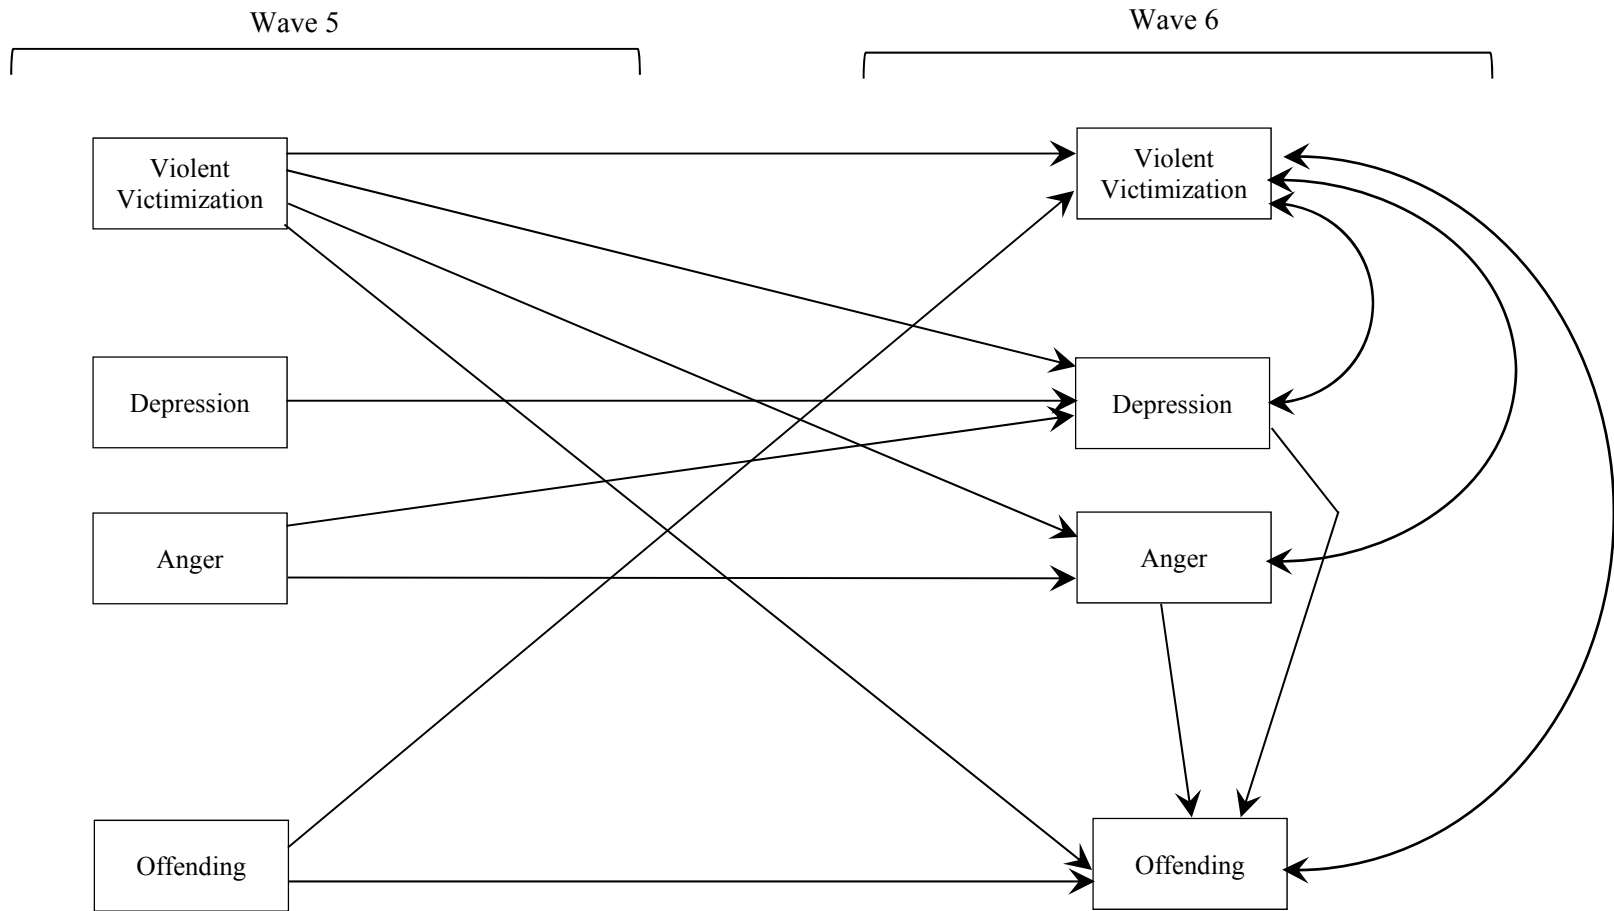 Wave 5
Wave 6
Violent
Victimization
Violent
Victimization
Depression
Depression
Anger
Anger
Offending
Offending